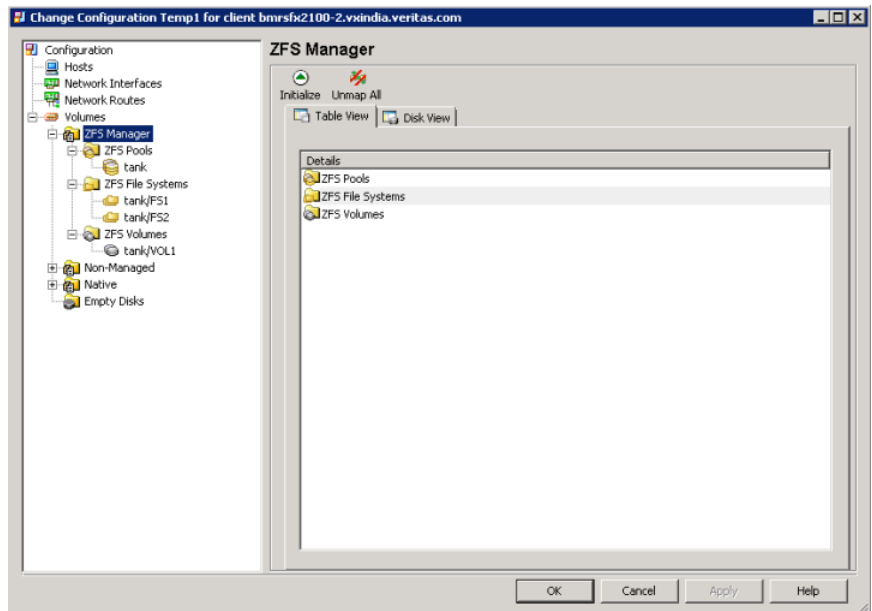 Change Configuration Temp1 for client bmrsfx2100-2.vxindia.veritas.com
Configuration
Hosts
Network Interfaces
Network Routes
Volumes
ZFS Manager
ZFS Pools
tank
ZFS File Systems
tank/FS1
tank/FS2
ZFS Volumes
tank/VOL1
Non-Managed
Native
Empty Disks
ZFS Manager
Initialize Unmap All
Table View Disk View
Details
ZFS Pools
ZFS File Systems
ZFS Volumes
OK Cancel Apply Help